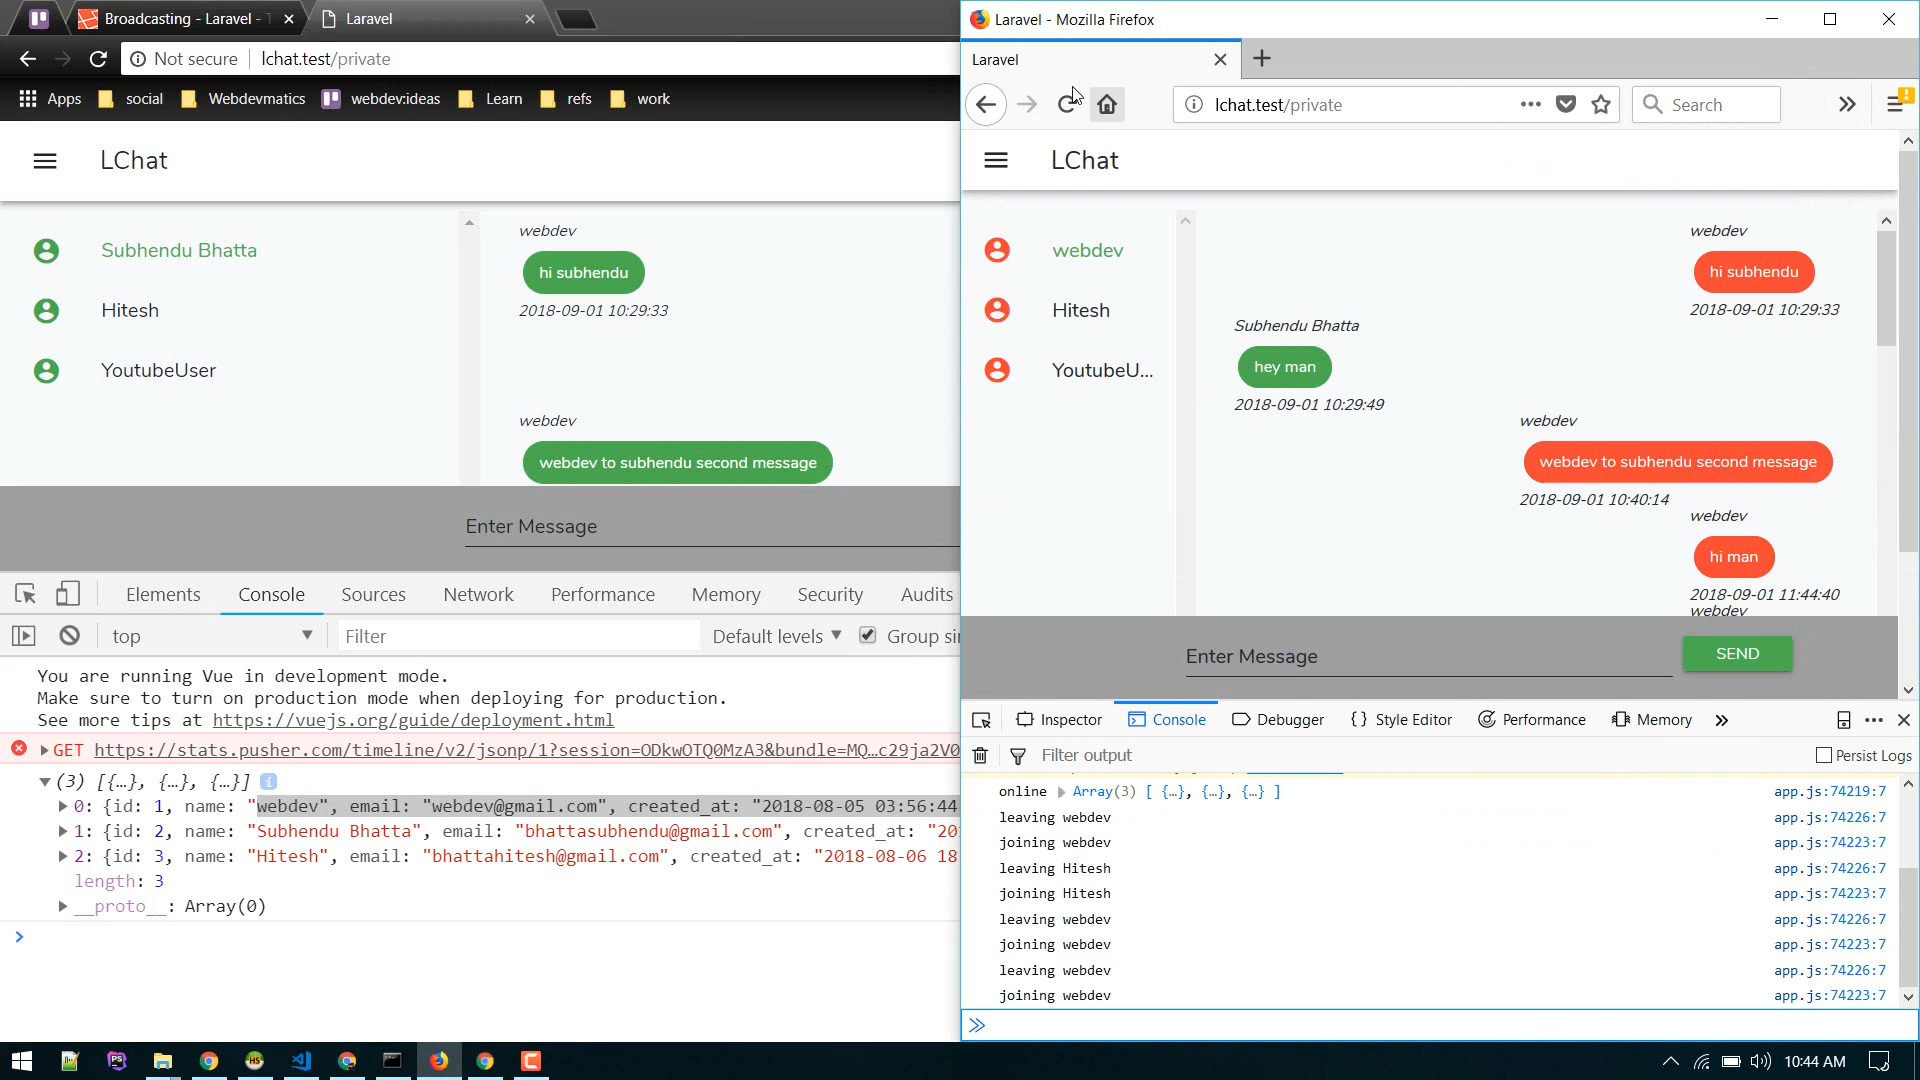 Broadcasting - Laravel - T
Laravel
Not secure
lchat.test/private
Apps
social
Webdevmatics
webdev:ideas
Learn
refs
work
LChat
Subhendu Bhatta
Hitesh
YoutubeUser
webdev
hi subhendu
2018-09-01 10:29:33
webdev
webdev to subhendu second message
Enter Message
Elements
Console
Sources
Network
Performance
Memory
Security
Audits
top
Filter
Default levels
Group si
You are running Vue in development mode.
Make sure to turn on production mode when deploying for production.
See more tips at https://vuejs.org/guide/deployment.html
GET https://stats.pusher.com/timeline/v2/jsonp/1?session=ODkwOTQ0MzA3&bundle=MQ…c29ja2V0
(3) [{…}, {…}, {…}]
0: {id: 1, name: "webdev", email: "webdev@gmail.com", created_at: "2018-08-05 03:56:44
1: {id: 2, name: "Subhendu Bhatta", email: "bhattasubhendu@gmail.com", created_at: "20
2: {id: 3, name: "Hitesh", email: "bhattahitesh@gmail.com", created_at: "2018-08-06 18
length: 3
__proto__: Array(0)
Laravel - Mozilla Firefox
Laravel
lchat.test/private
Search
LChat
webdev
Hitesh
YoutubeU...
webdev
hi subhendu
2018-09-01 10:29:33
Subhendu Bhatta
hey man
2018-09-01 10:29:49
webdev
webdev to subhendu second message
2018-09-01 10:40:14
webdev
hi man
2018-09-01 11:44:40
webdev
Enter Message
SEND
Inspector
Console
Debugger
Style Editor
Performance
Memory
Filter output
Persist Logs
online Array(3) [ {…}, {…}, {…} ] app.js:74219:7
leaving webdev app.js:74226:7
joining webdev app.js:74223:7
leaving Hitesh app.js:74226:7
joining Hitesh app.js:74223:7
leaving webdev app.js:74226:7
joining webdev app.js:74223:7
leaving webdev app.js:74226:7
joining webdev app.js:74223:7
10:44 AM